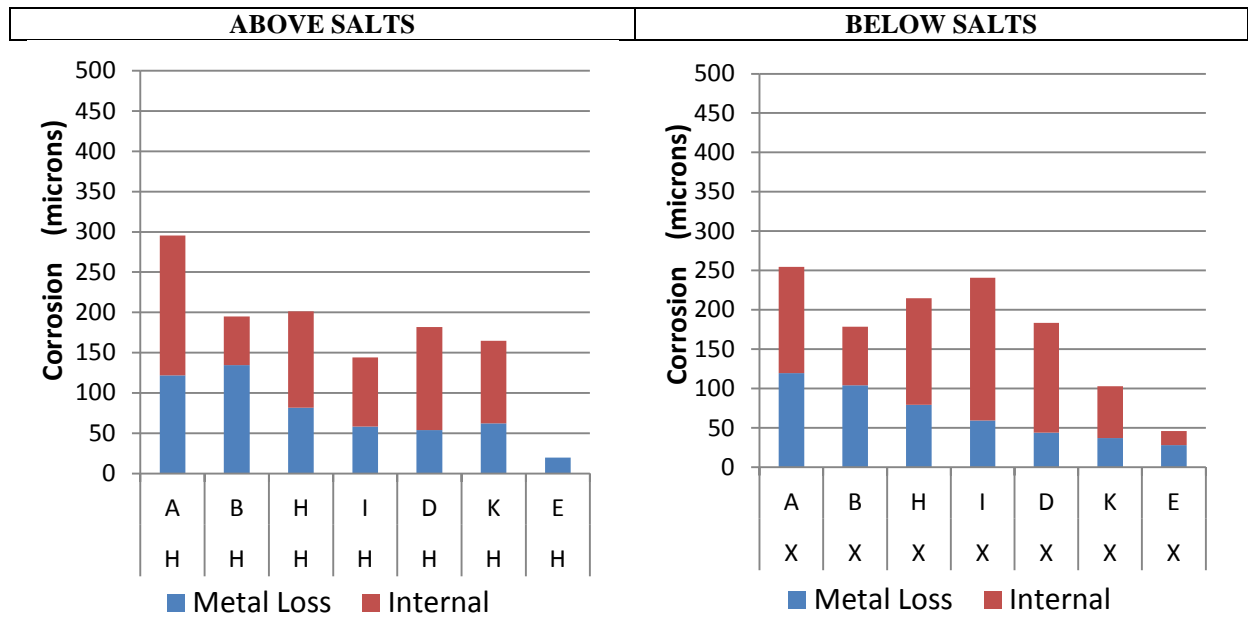 ABOVE SALTS
BELOW SALTS
Corrosion (microns)
500
450
400
350
300
250
200
150
100
50
0
A B H I D K E
H H H H H H H
Metal Loss Internal
Corrosion (microns)
500
450
400
350
300
250
200
150
100
50
0
A B H I D K E
X X X X X X X
Metal Loss Internal